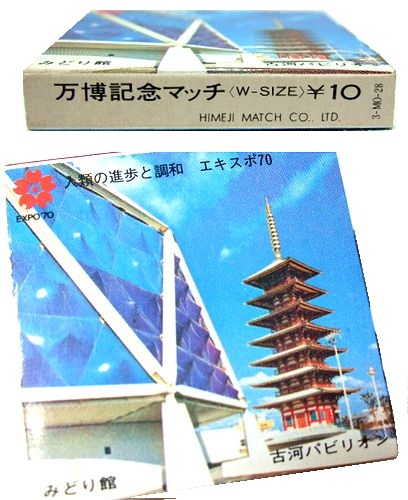 みどり館
万博記念マッチ〈W-SIZE〉￥10
HIMEJI MATCH CO., LTD.
3-MO-28
人類の進歩と調和 エキスポ70
EXPO'70
みどり館
古河パビリオン